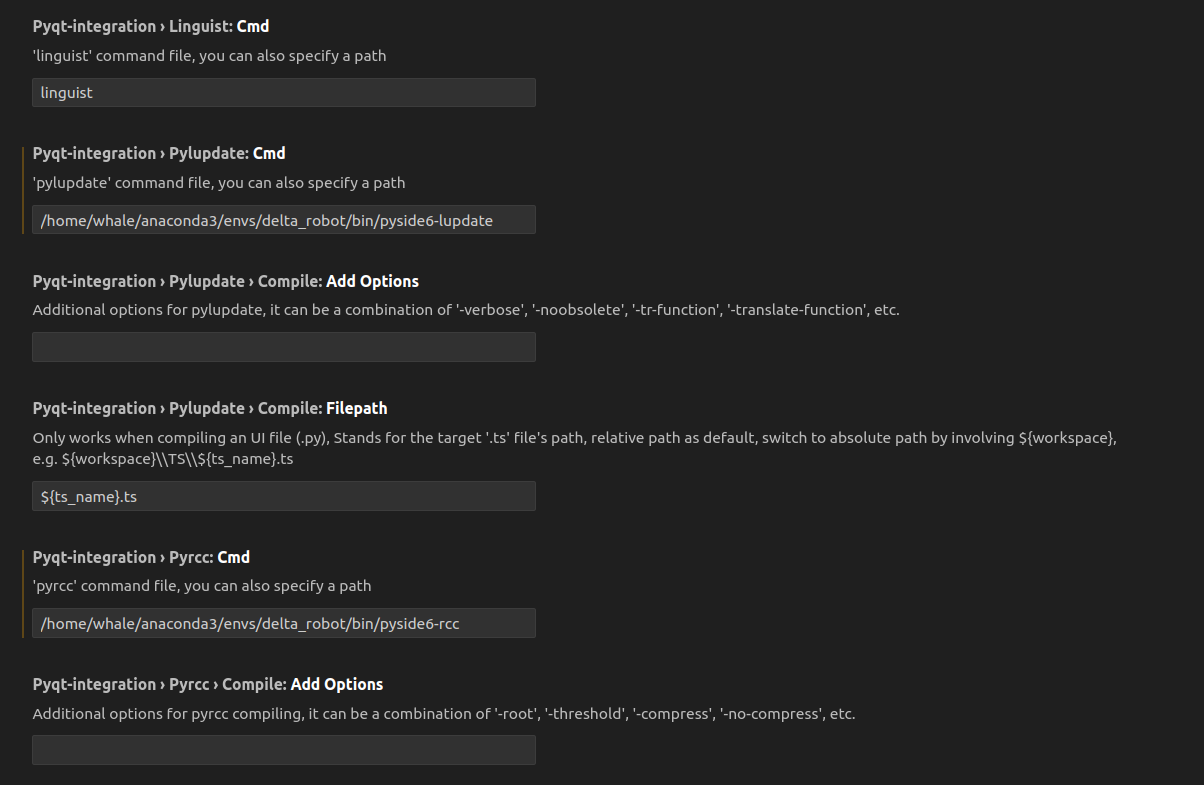 Pyqt-integration › Linguist: Cmd
'linguist' command file, you can also specify a path
linguist
Pyqt-integration › Pylupdate: Cmd
'pylupdate' command file, you can also specify a path
/home/whale/anaconda3/envs/delta_robot/bin/pyside6-lupdate
Pyqt-integration › Pylupdate › Compile: Add Options
Additional options for pylupdate, it can be a combination of '-verbose', '-noobsolete', '-tr-function', '-translate-function', etc.
Pyqt-integration › Pylupdate › Compile: Filepath
Only works when compiling an UI file (.py), Stands for the target '.ts' file's path, relative path as default, switch to absolute path by involving ${workspace},
e.g. ${workspace}\\TS\\${ts_name}.ts
${ts_name}.ts
Pyqt-integration › Pyrcc: Cmd
'pyrcc' command file, you can also specify a path
/home/whale/anaconda3/envs/delta_robot/bin/pyside6-rcc
Pyqt-integration › Pyrcc › Compile: Add Options
Additional options for pyrcc compiling, it can be a combination of '-root', '-threshold', '-compress', '-no-compress', etc.